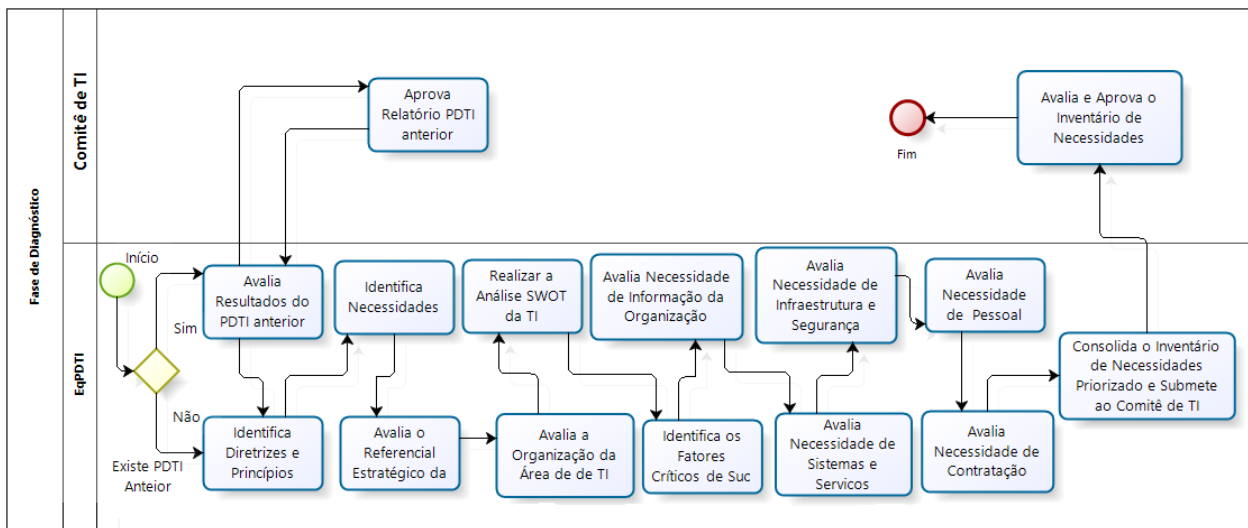 Fase de Diagnóstico
Comitê de TI
Aprova
Relatório PDTI
anterior
Avalia e Aprova o
Inventário de
Necessidades
Fim
EqPDTI
Início
Sim
Não
Existe PDTI
Anteior
Avalia
Resultados do
PDTI anterior
Identifica
Diretrizes e
Princípios
Identifica
Necessidades
Avalia o
Referencial
Estratégico da
Avalia a
Organização da
Área de de TI
Realizar a
Análise SWOT
da TI
Identifica os
Fatores
Críticos de Suc
Avalia Necessidade
de Informação da
Organização
Avalia
Necessidade de
Sistemas e
Servicos
Avalia
Necessidade de
Infraestrutura e
Segurança
Avalia
Necessidade
de Pessoal
Avalia
Necessidade de
Contratação
Consolida o Inventário
de Necessidades
Priorizado e Submete
ao Comitê de TI